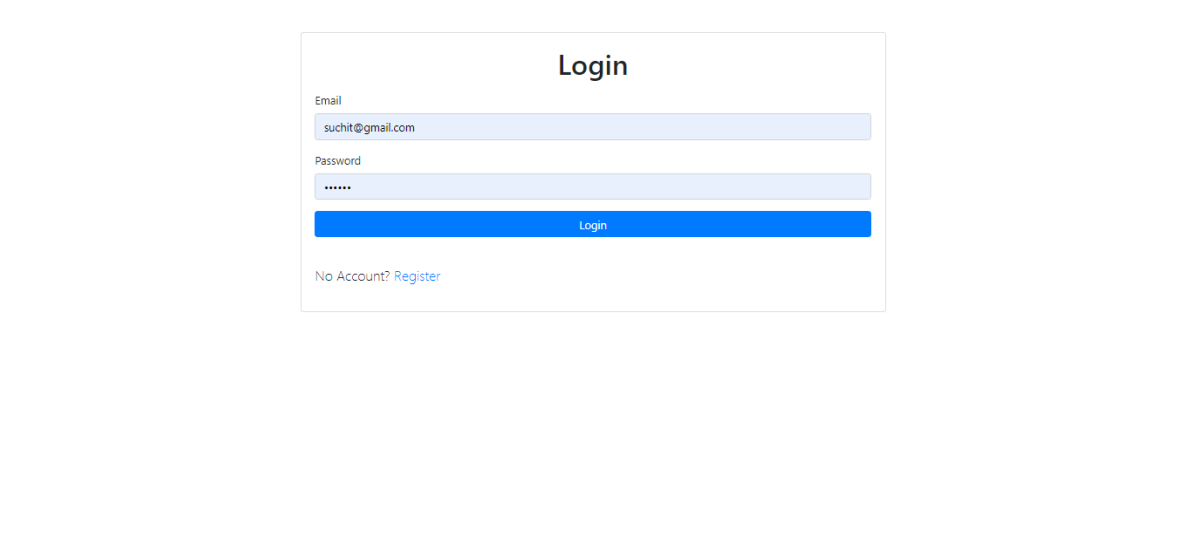 Login
Email
suchit@gmail.com
Password
••••••
Login
No Account? Register